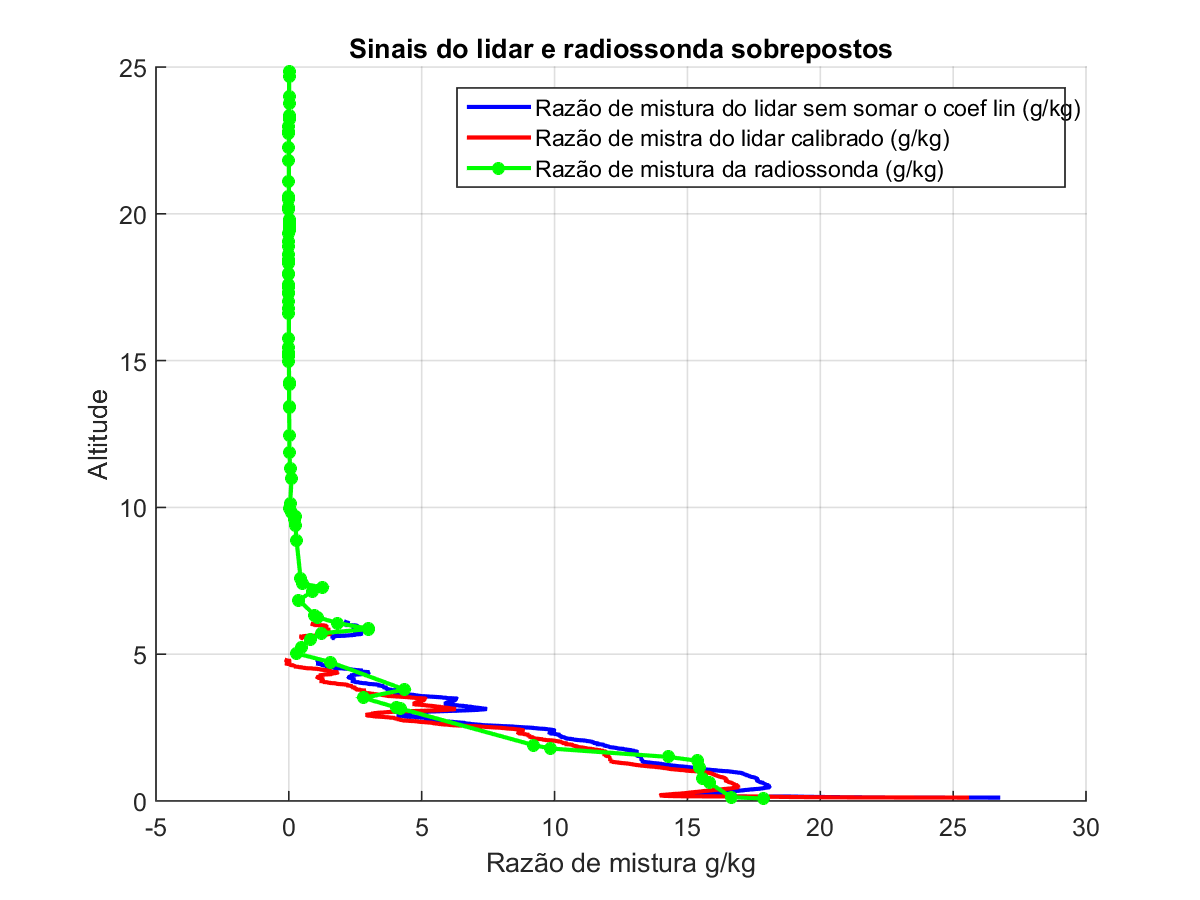 Sinais do lidar e radiossonda sobrepostos
25
20
15
10
5
0
Altitude
Razão de mistura do lidar sem somar o coef lin (g/kg)
Razão de mistra do lidar calibrado (g/kg)
Razão de mistura da radiossonda (g/kg)
-5 0 5 10 15 20 25 30
Razão de mistura g/kg